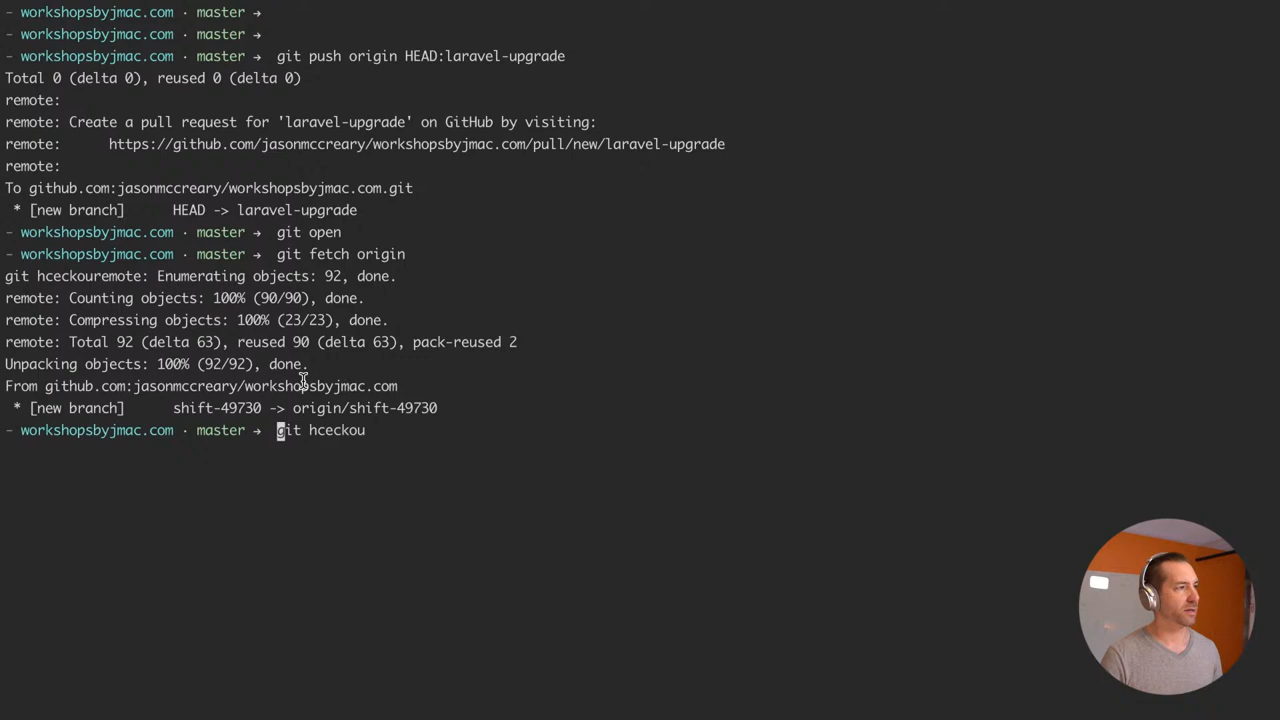 - workshopsbyjmac.com · master →
- workshopsbyjmac.com · master →
- workshopsbyjmac.com · master → git push origin HEAD:laravel-upgrade
Total 0 (delta 0), reused 0 (delta 0)
remote:
remote: Create a pull request for 'laravel-upgrade' on GitHub by visiting:
remote:      https://github.com/jasonmccreary/workshopsbyjmac.com/pull/new/laravel-upgrade
remote:
To github.com:jasonmccreary/workshopsbyjmac.com.git
 * [new branch]      HEAD -> laravel-upgrade
- workshopsbyjmac.com · master → git open
- workshopsbyjmac.com · master → git fetch origin
git hceckouremote: Enumerating objects: 92, done.
remote: Counting objects: 100% (90/90), done.
remote: Compressing objects: 100% (23/23), done.
remote: Total 92 (delta 63), reused 90 (delta 63), pack-reused 2
Unpacking objects: 100% (92/92), done.
From github.com:jasonmccreary/workshopsbyjmac.com
 * [new branch]      shift-49730 -> origin/shift-49730
- workshopsbyjmac.com · master → git hceckou